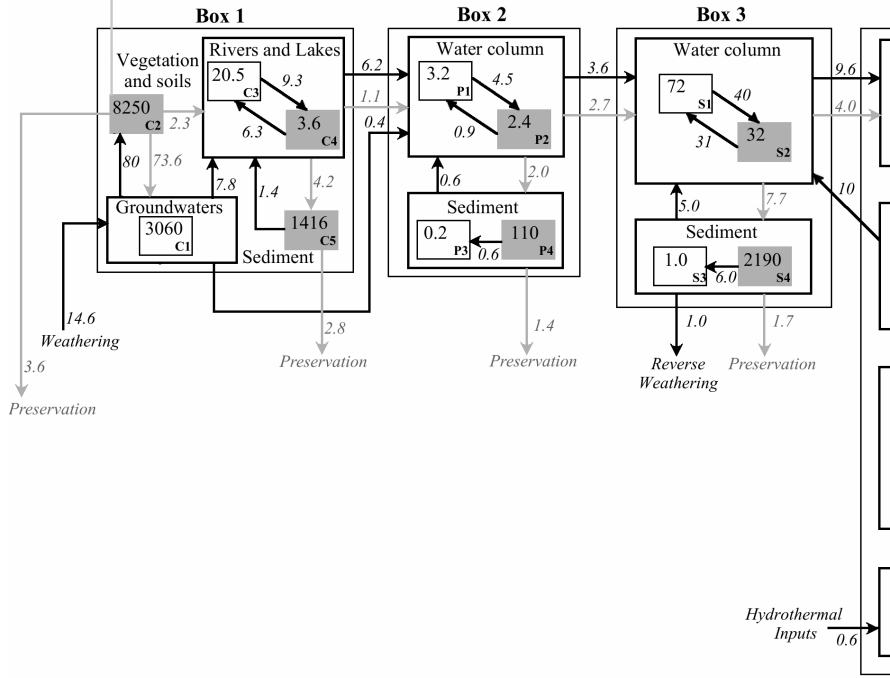 Box 1
Box 2
Box 3
Vegetation
and soils
8250
C2
2.3
80
73.6
Rivers and Lakes
20.5
C3
9.3
6.3
3.6
C4
7.8
1.4
4.2
Groundwaters
3060
C1
1416
C5
Sediment
14.6
Weathering
3.6
Preservation
2.8
Preservation
6.2
1.1
0.4
Water column
3.2
P1
4.5
0.9
2.4
P2
0.6
2.0
Sediment
0.2
P3
0.6
110
P4
1.4
Preservation
3.6
2.7
Water column
72
S1
40
31
32
S2
5.0
7.7
Sediment
1.0
S3
6.0
2190
S4
1.0
Reverse
Weathering
1.7
Preservation
9.6
4.0
10
Hydrothermal
Inputs
0.6